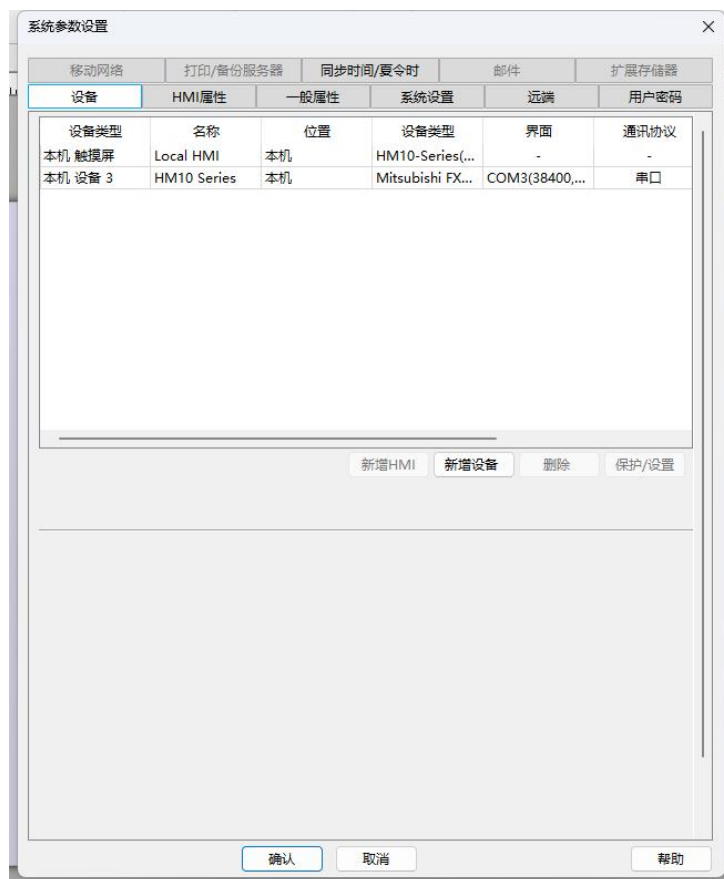 系统参数设置
移动网络 打印/备份服务器 同步时间/夏令时 邮件 扩展存储器
设备 HMI属性 一般属性 系统设置 远端 用户密码
设备类型 名称 位置 设备类型 界面 通讯协议
本机 触摸屏 Local HMI 本机 HM10-Series(... - -
本机 设备 3 HM10 Series 本机 Mitsubishi FX... COM3(38400,... 串口
新增HMI 新增设备 删除 保护/设置
确认 取消 帮助